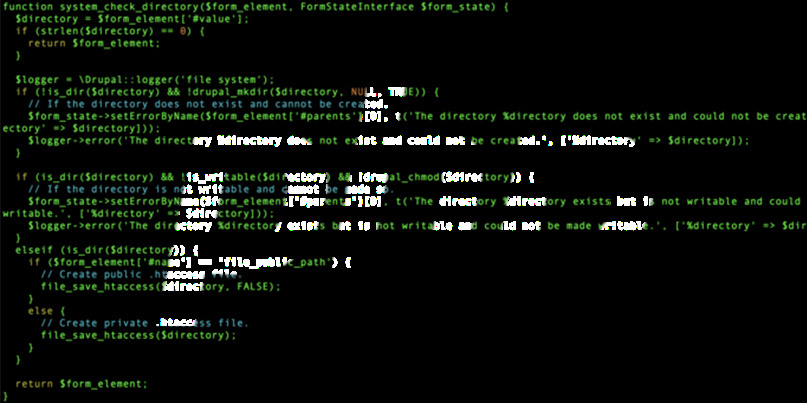 function system_check_directory($form_element, FormStateInterface $form_state) {
$directory = $form_element['#value'];
if (strlen($directory) == 0) {
return $form_element;
}
$logger = \Drupal::logger('file system');
if (!is_dir($directory) && !drupal_mkdir($directory, NULL, TRUE)) {
// If the directory does not exist and cannot be created.
$form_state->setErrorByName($form_element['#parents'][0], t('The directory %directory does not exist and could not be creat
ectory' => $directory]));
$logger->error('The directory %directory does not exist and could not be created.', ['%directory' => $directory]);
}
if (is_dir($directory) && !is_writable($directory) && !drupal_chmod($directory)) {
// If the directory is not writable and cannot be made so.
$form_state->setErrorByName($form_element['#parents'][0], t('The directory %directory exists but is not writable and could
writable.', ['%directory' => $directory]));
$logger->error('The directory %directory exists but is not writable and could not be made writable.', ['%directory' => $dir
}
elseif (is_dir($directory)) {
if ($form_element['#name'] == 'file_public_path') {
// Create public .htaccess file.
file_save_htaccess($directory, FALSE);
}
else {
// Create private .htaccess file.
file_save_htaccess($directory);
}
}
return $form_element;
}